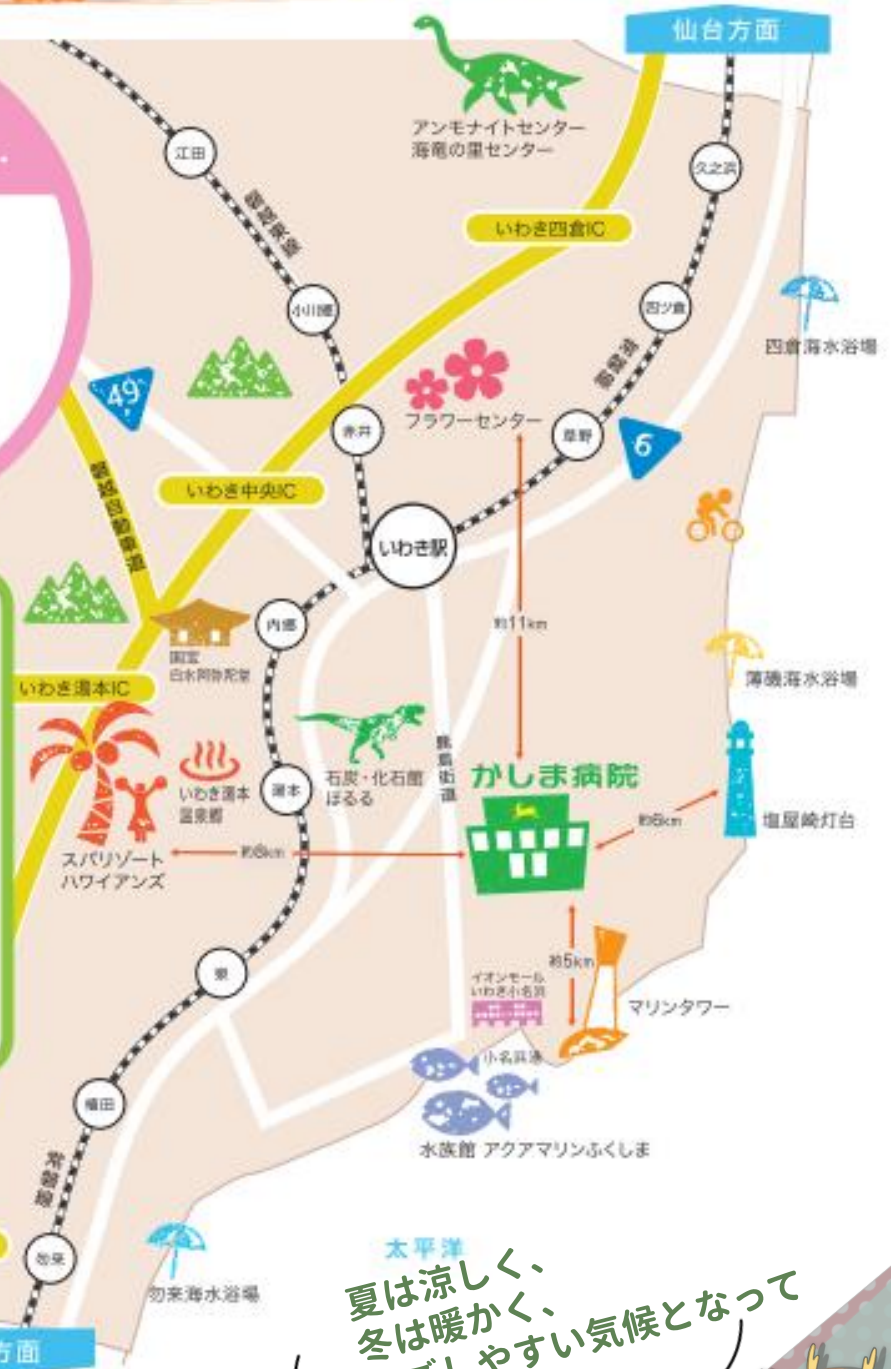 仙台方面
アンモナイトセンター
海竜の里センター
江田
久之浜
磐越東線
いわき四倉IC
小川郷
四ツ倉
四倉海水浴場
常磐線
49
フラワーセンター
赤井
草野
6
磐越自動車道
いわき中央IC
いわき駅
内郷
約11km
国宝
白水阿弥陀堂
いわき湯本IC
薄磯海水浴場
鹿島街道
かしま病院
石炭・化石館
ほるる
いわき湯本
温泉郷
湯本
約6km
塩屋崎灯台
スパリゾート
ハワイアンズ
約8km
泉
約5km
イオンモール
いわき小名浜
マリンタワー
小名浜港
植田
水族館 アクアマリンふくしま
常磐線
勿来
太平洋
勿来海水浴場
夏は涼しく、
冬は暖かく、
ごしやすい気候となって
方面